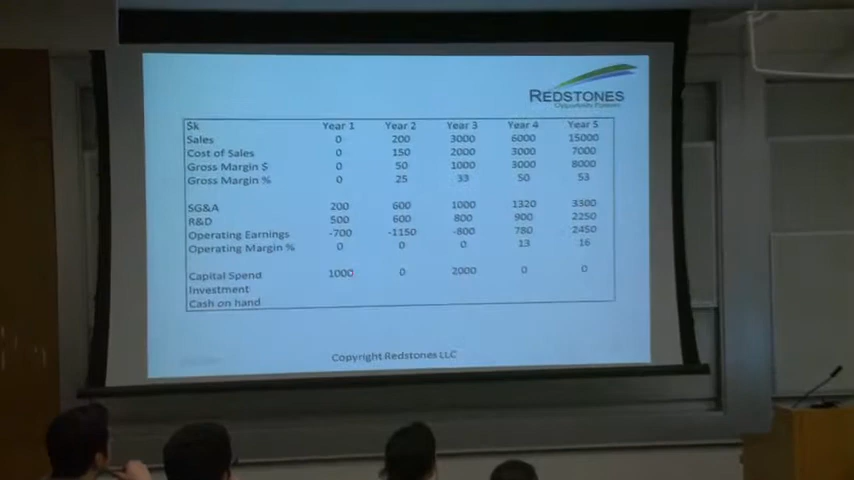 REDSTONES
$k Year 1 Year 2 Year 3 Year 4 Year 5
Sales 0 200 3000 6000 15000
Cost of Sales 0 150 2000 3000 7000
Gross Margin $ 0 50 1000 3000 8000
Gross Margin % 0 25 33 50 53
SG&A 200 600 1000 1320 3300
R&D 500 600 800 900 2250
Operating Earnings -700 -1150 -800 780 2450
Operating Margin % 0 0 0 13 16
Capital Spend 1000 0 2000 0 0
Investment
Cash on hand
Copyright Redstones LLC